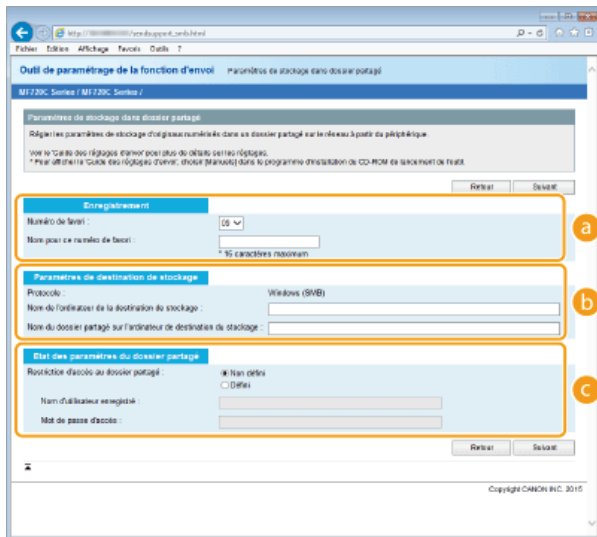 http:// /sendsupport_smb.html
Fichier Edition Affichage Favoris Outils ?
Outil de paramétrage de la fonction d'envoi Paramètres de stockage dans dossier partagé
MF720C Series / MF720C Series /
Paramètres de stockage dans dossier partagé
Régler les paramètres de stockage d'originaux numérisés dans un dossier partagé sur le réseau à partir du périphérique.
Voir le 'Guide des réglages d'envoi' pour plus de détails sur les réglages.
* Pour afficher le 'Guide des réglages d'envoi', choisir [Manuels] dans le programme d'installation du CD-ROM de lancement de l'outil.
Retour Suivant
Enregistrement
Numéro de favori : 05
Nom pour ce numéro de favori :
* 16 caractères maximum
a
Paramètres de destination de stockage
Protocole : Windows (SMB)
Nom de l'ordinateur de la destination de stockage :
Nom du dossier partagé sur l'ordinateur de destination du stockage :
b
Etat des paramètres du dossier partagé
Restriction d'accès au dossier partagé : Non défini
Défini
Nom d'utilisateur enregistré :
Mot de passe d'accès :
c
Retour Suivant
Copyright CANON INC. 2015